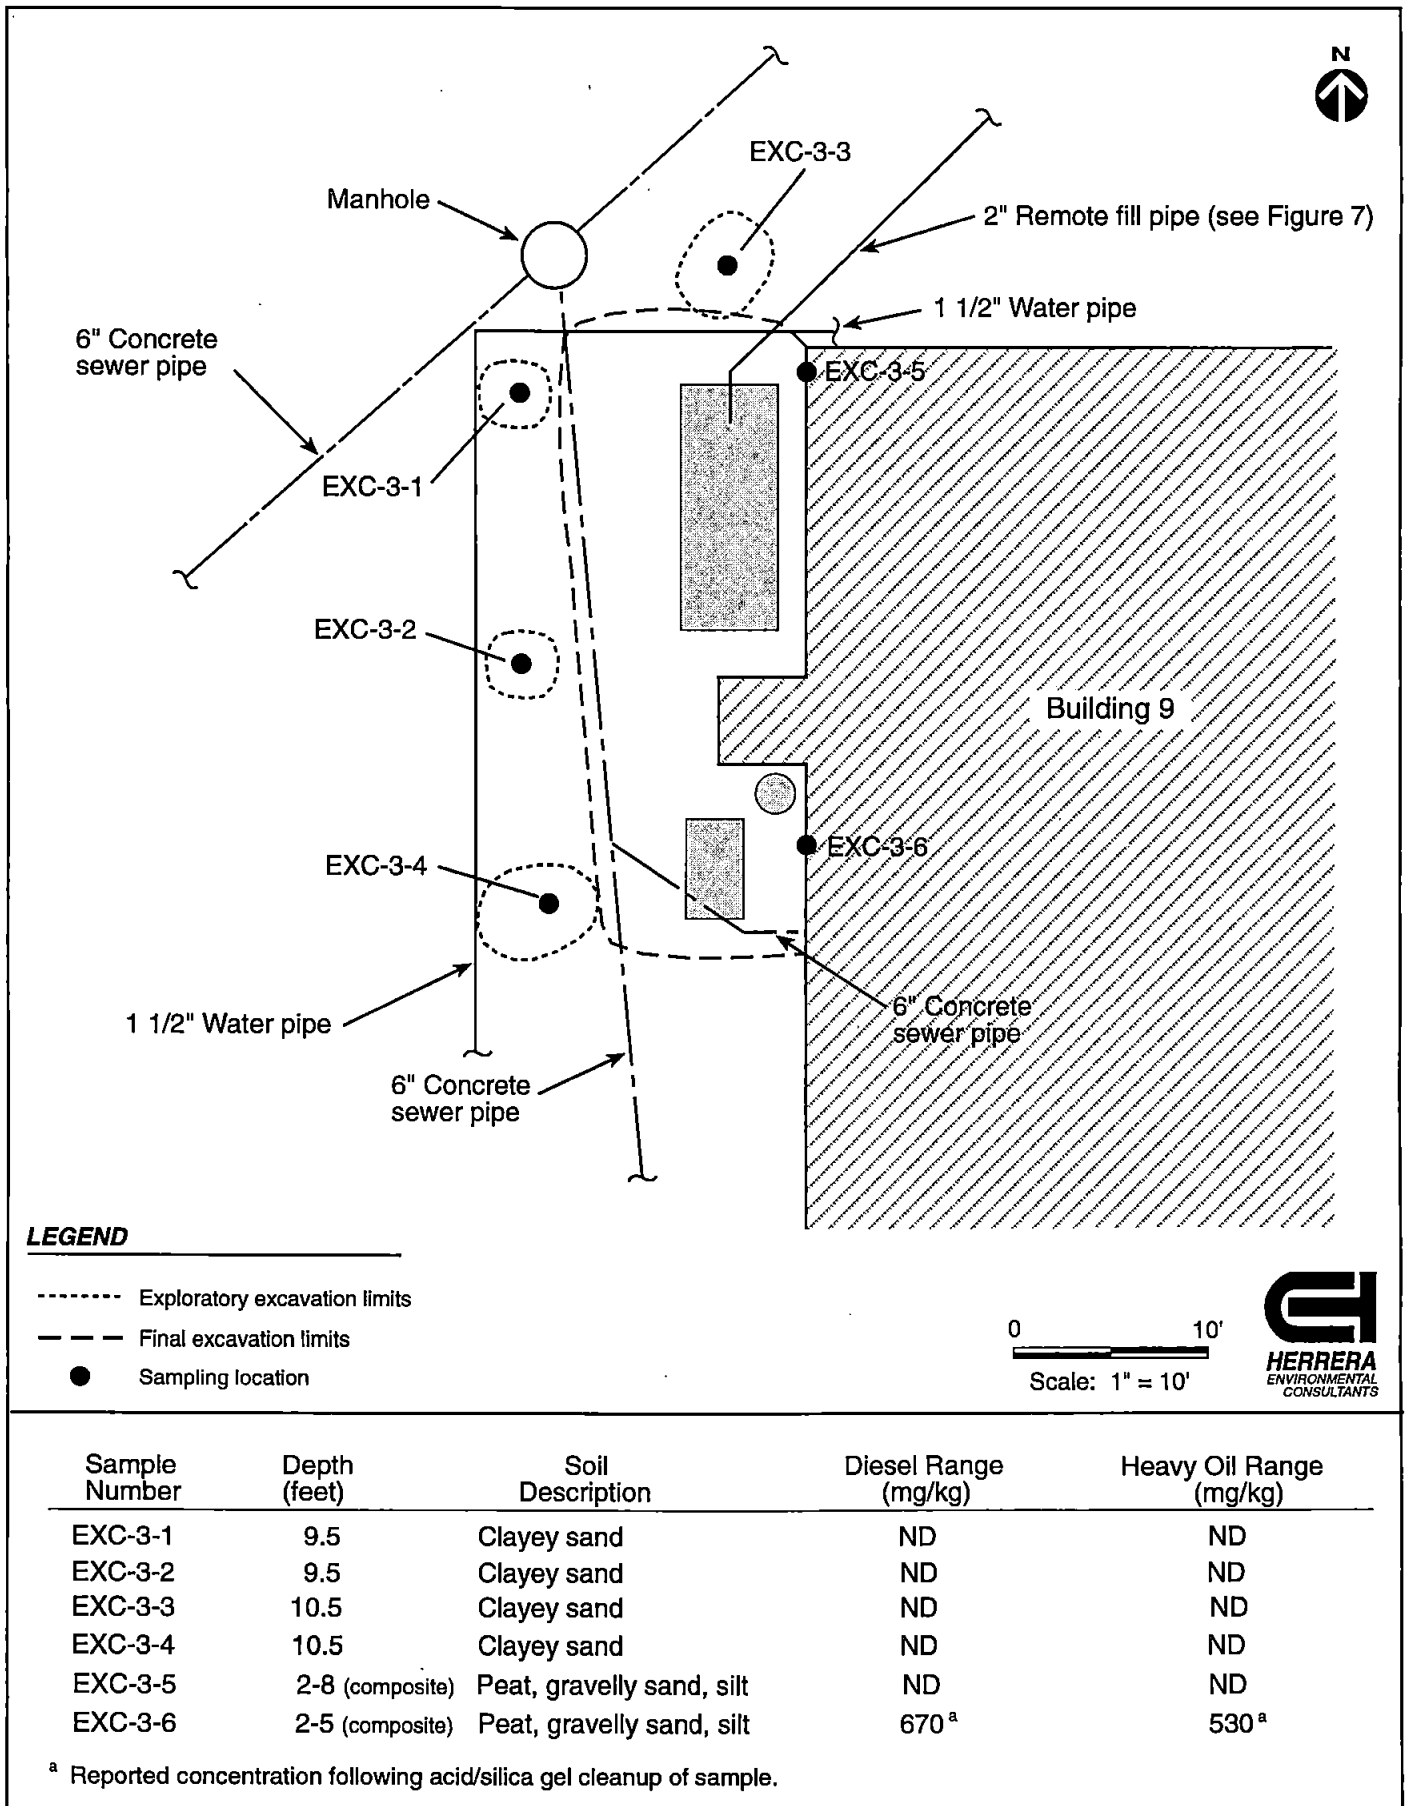 N
EXC-3-3
Manhole
2" Remote fill pipe (see Figure 7)
1 1/2" Water pipe
6" Concrete
sewer pipe
EXC-3-5
EXC-3-1
EXC-3-2
Building 9
EXC-3-6
EXC-3-4
6" Concrete
sewer pipe
1 1/2" Water pipe
6" Concrete
sewer pipe
LEGEND
Exploratory excavation limits
Final excavation limits
Sampling location
0 10'
Scale: 1" = 10'
HERRERA
ENVIRONMENTAL
CONSULTANTS
Sample Depth Soil Diesel Range Heavy Oil Range
Number (feet) Description (mg/kg) (mg/kg)
EXC-3-1 9.5 Clayey sand ND ND
EXC-3-2 9.5 Clayey sand ND ND
EXC-3-3 10.5 Clayey sand ND ND
EXC-3-4 10.5 Clayey sand ND ND
EXC-3-5 2-8 (composite) Peat, gravelly sand, silt ND ND
EXC-3-6 2-5 (composite) Peat, gravelly sand, silt 670 a 530 a
a Reported concentration following acid/silica gel cleanup of sample.